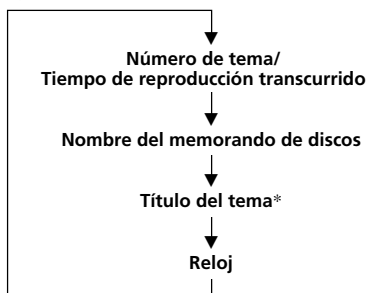 Número de tema/
Tiempo de reproducción transcurrido
Nombre del memorando de discos
Título del tema*
Reloj